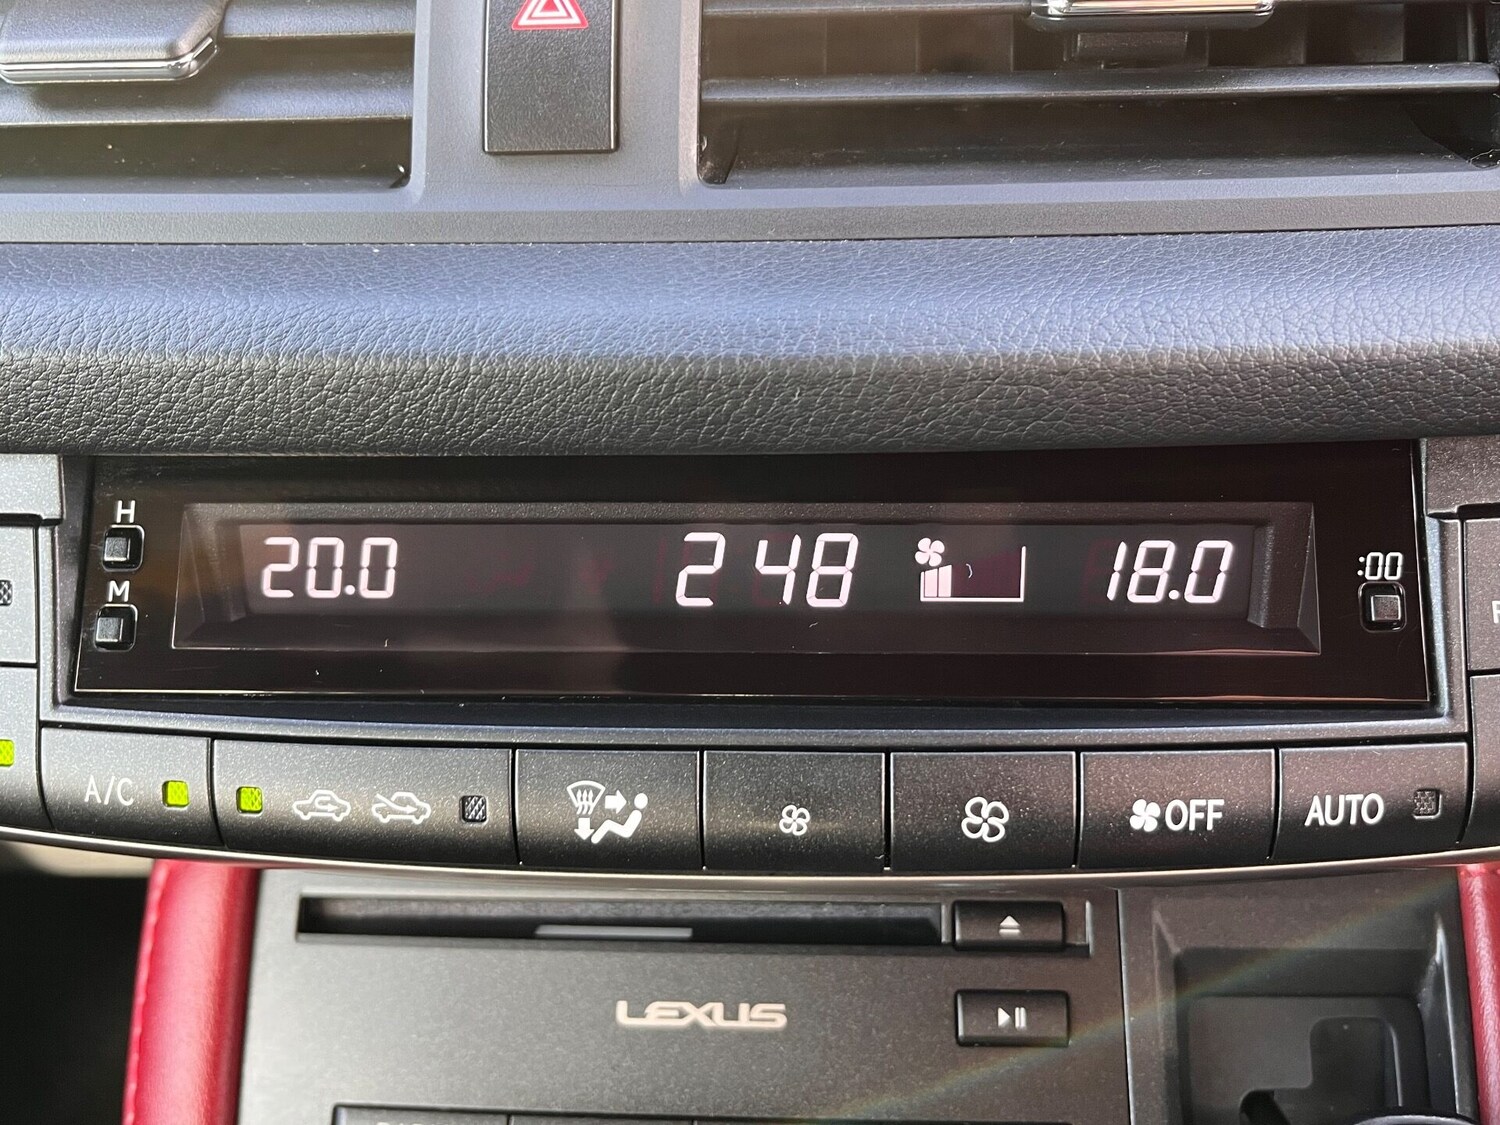 H
M
20.0 2 48 18.0
:00
A/C
OFF
AUTO
LEXUS